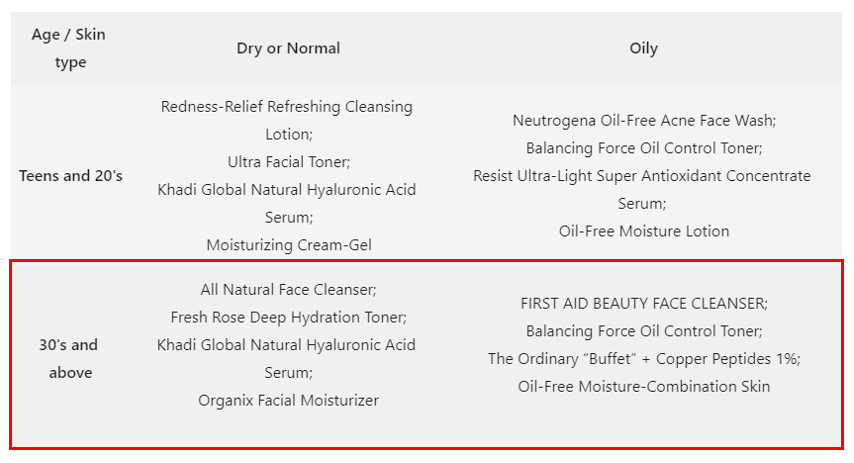 Age / Skin
type
Dry or Normal
Oily
Teens and 20's
Redness-Relief Refreshing Cleansing
Lotion;
Ultra Facial Toner;
Khadi Global Natural Hyaluronic Acid
Serum;
Moisturizing Cream-Gel
Neutrogena Oil-Free Acne Face Wash;
Balancing Force Oil Control Toner;
Resist Ultra-Light Super Antioxidant Concentrate
Serum;
Oil-Free Moisture Lotion
30's and
above
All Natural Face Cleanser;
Fresh Rose Deep Hydration Toner;
Khadi Global Natural Hyaluronic Acid
Serum;
Organix Facial Moisturizer
FIRST AID BEAUTY FACE CLEANSER;
Balancing Force Oil Control Toner;
The Ordinary “Buffet” + Copper Peptides 1%;
Oil-Free Moisture-Combination Skin